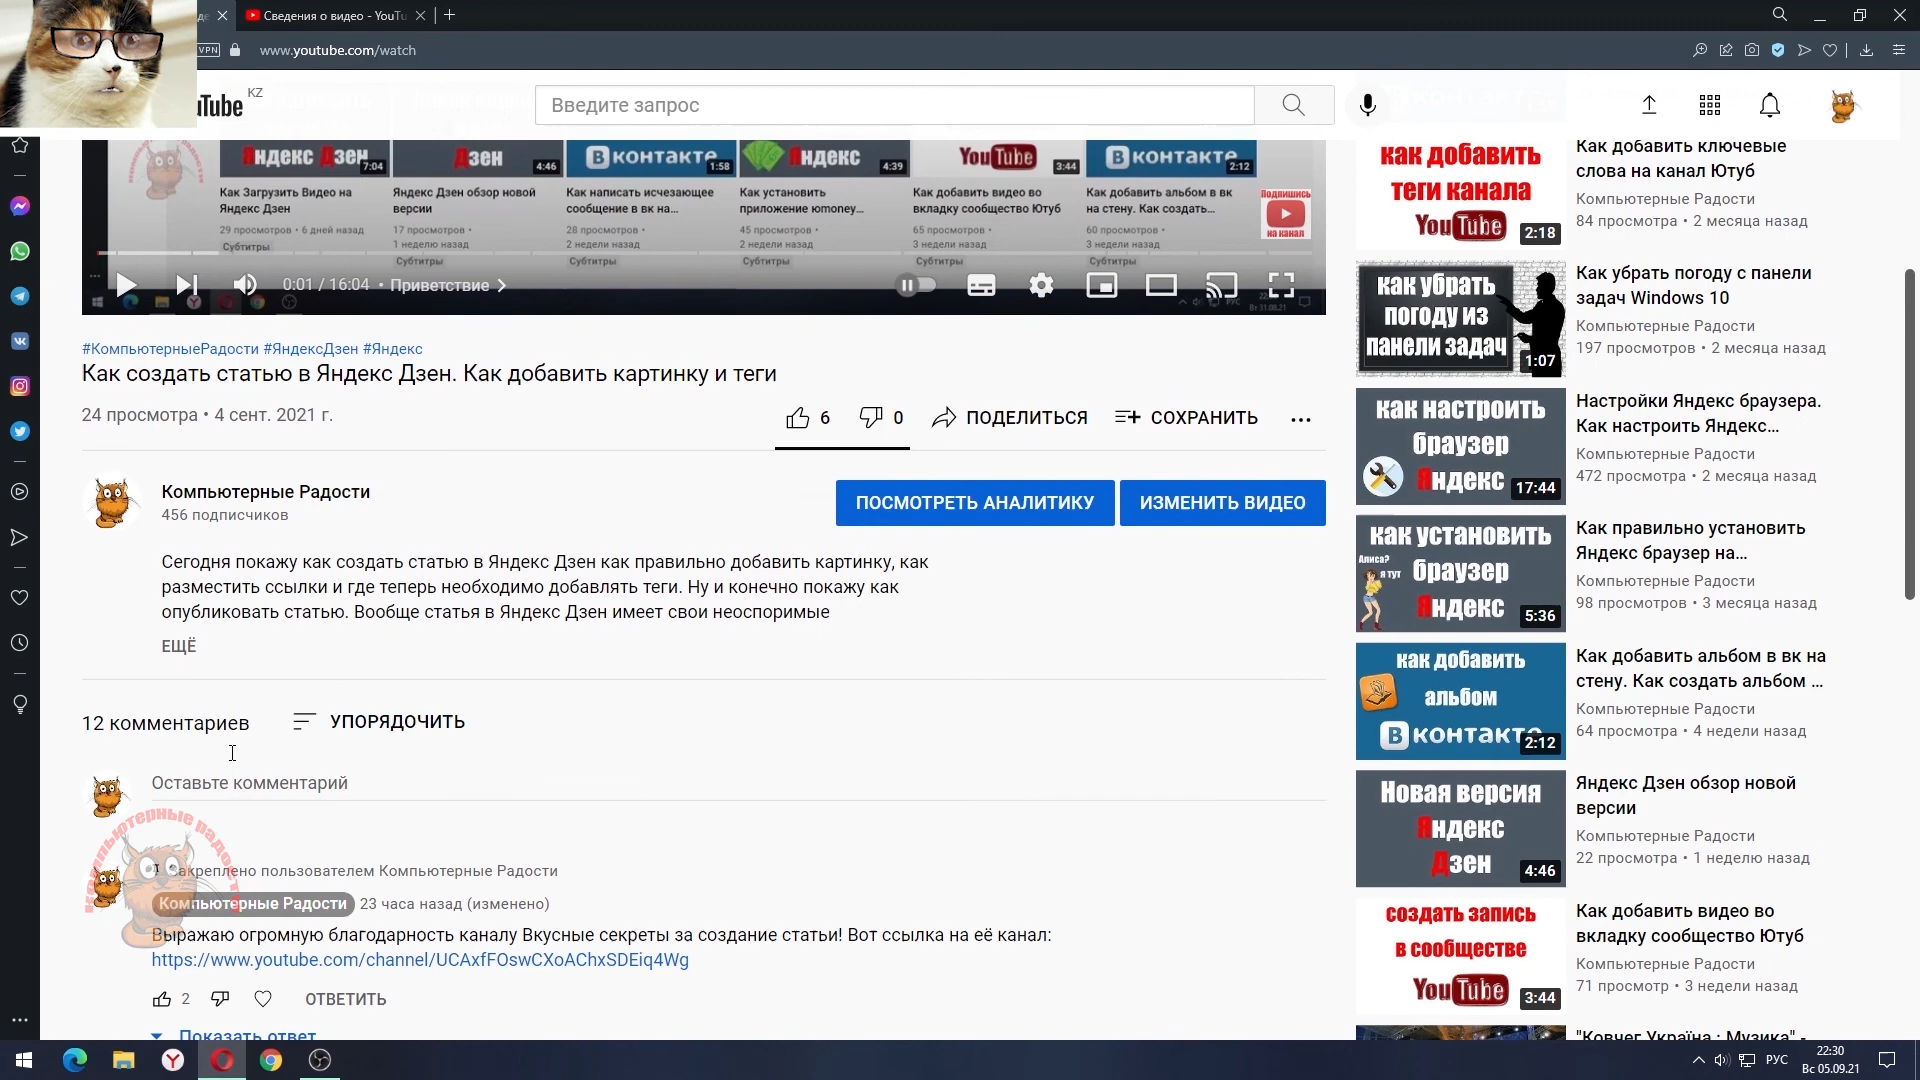 Сведения о видео - YouTu
VPN
www.youtube.com/watch
uTube KZ
Введите запрос
Яндекс Дзен
7:04
Дзен
4:46
Вконтакте
1:58
Яндекс
4:39
YouTube
3:44
Вконтакте
2:12
Как Загрузить Видео на
Яндекс Дзен
29 просмотров • 6 дней назад
Субтитры
Яндекс Дзен обзор новой
версии
17 просмотров •
1 неделю назад
Субтитры
Как написать исчезающее
сообщение в вк на...
28 просмотров •
2 недели назад
Субтитры
Как установить
приложение юmoney...
45 просмотров •
2 недели назад
Субтитры
Как добавить видео во
вкладку сообщество Ютуб
65 просмотров •
3 недели назад
Субтитры
Как добавить альбом в вк
на стену. Как создать...
60 просмотров •
3 недели назад
Субтитры
Подпишись
на канал
0:01 / 16:04 • Приветствие
РУС
Вт 31.08.21
#КомпьютерныеРадости #ЯндексДзен #Яндекс
Как создать статью в Яндекс Дзен. Как добавить картинку и теги
24 просмотра • 4 сент. 2021 г.
6
0
ПОДЕЛИТЬСЯ
СОХРАНИТЬ
Компьютерные Радости
456 подписчиков
ПОСМОТРЕТЬ АНАЛИТИКУ
ИЗМЕНИТЬ ВИДЕО
Сегодня покажу как создать статью в Яндекс Дзен как правильно добавить картинку, как
разместить ссылки и где теперь необходимо добавлять теги. Ну и конечно покажу как
опубликовать статью. Вообще статья в Яндекс Дзен имеет свои неоспоримые
ЕЩЁ
12 комментариев
УПОРЯДОЧИТЬ
Оставьте комментарий
компьютерные радости
Закреплено пользователем Компьютерные Радости
Компьютерные Радости 23 часа назад (изменено)
Выражаю огромную благодарность каналу Вкусные секреты за создание статьи! Вот ссылка на её канал:
https://www.youtube.com/channel/UCAxfFOswCXoAChxSDEiq4Wg
2
ОТВЕТИТЬ
Показать ответ
как добавить
теги канала
YouTube
2:18
Как добавить ключевые
слова на канал Ютуб
Компьютерные Радости
84 просмотра • 2 месяца назад
как убрать
погоду из
панели задач
1:07
Как убрать погоду с панели
задач Windows 10
Компьютерные Радости
197 просмотров • 2 месяца назад
как настроить
браузер
Яндекс
17:44
Настройки Яндекс браузера.
Как настроить Яндекс...
Компьютерные Радости
472 просмотра • 2 месяца назад
как установить
Алиса?
я тут
браузер
Яндекс
5:36
Как правильно установить
Яндекс браузер на...
Компьютерные Радости
98 просмотров • 3 месяца назад
как добавить
альбом
Вконтакте
2:12
Как добавить альбом в вк на
стену. Как создать альбом ...
Компьютерные Радости
64 просмотра • 4 недели назад
Новая версия
Яндекс
Дзен
4:46
Яндекс Дзен обзор новой
версии
Компьютерные Радости
22 просмотра • 1 неделю назад
создать запись
в сообществе
YouTube
3:44
Как добавить видео во
вкладку сообщество Ютуб
Компьютерные Радости
71 просмотр • 3 недели назад
"Ковчег Україна : Музика" -
РУС
22:30
Вс 05.09.21